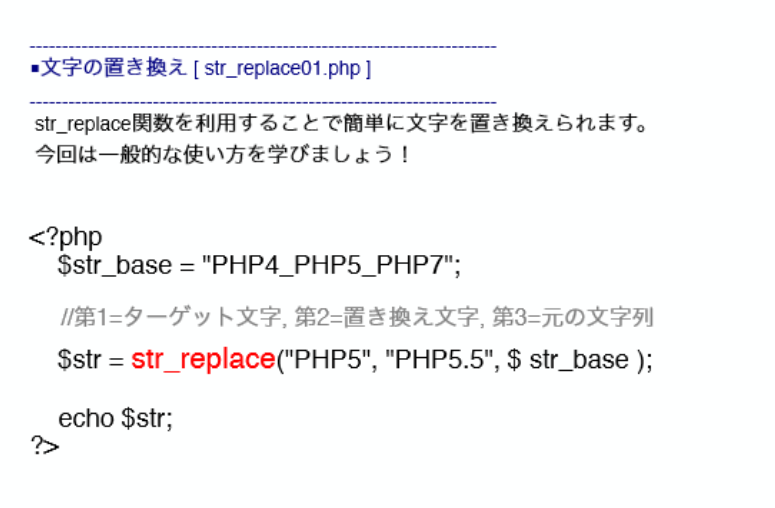 ------------------------------------------------------------------------
▪文字の置き換え [ str_replace01.php ]
------------------------------------------------------------------------
str_replace関数を利用することで簡単に文字を置き換えられます。
今回は一般的な使い方を学びましょう！
<?php
$str_base = "PHP4_PHP5_PHP7";
//第1=ターゲット文字, 第2=置き換え文字, 第3=元の文字列
$str = str_replace("PHP5", "PHP5.5", $ str_base );
echo $str;
?>